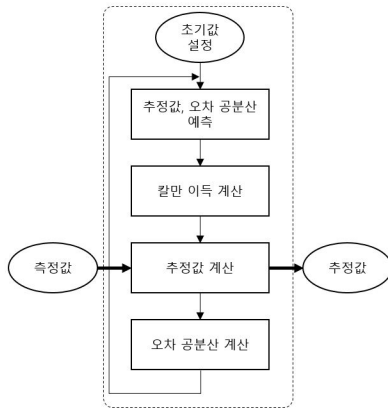 초기값
설정
추정값, 오차 공분산
예측
칼만 이득 계산
측정값
추정값 계산
추정값
오차 공분산 계산